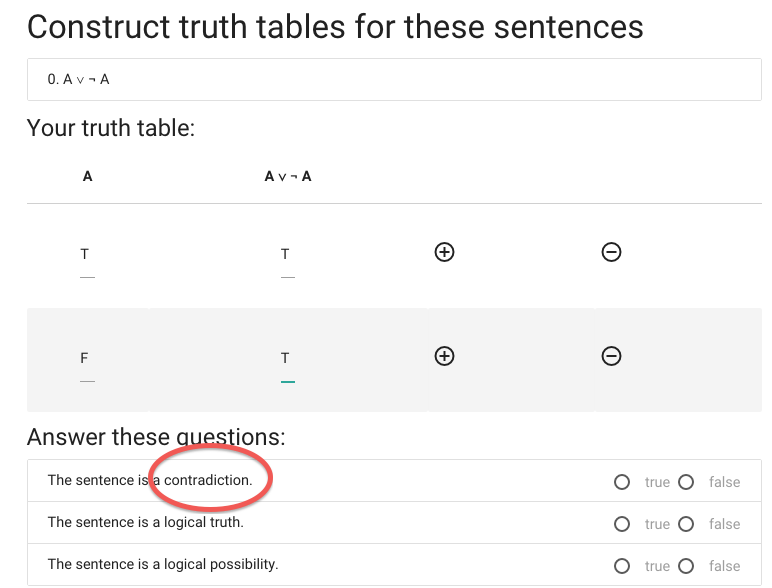 Construct truth tables for these sentences
0. A ∨ ¬ A
Your truth table:
A A ∨ ¬ A
T T
F T
Answer these questions:
The sentence is a contradiction. true false
The sentence is a logical truth. true false
The sentence is a logical possibility. true false